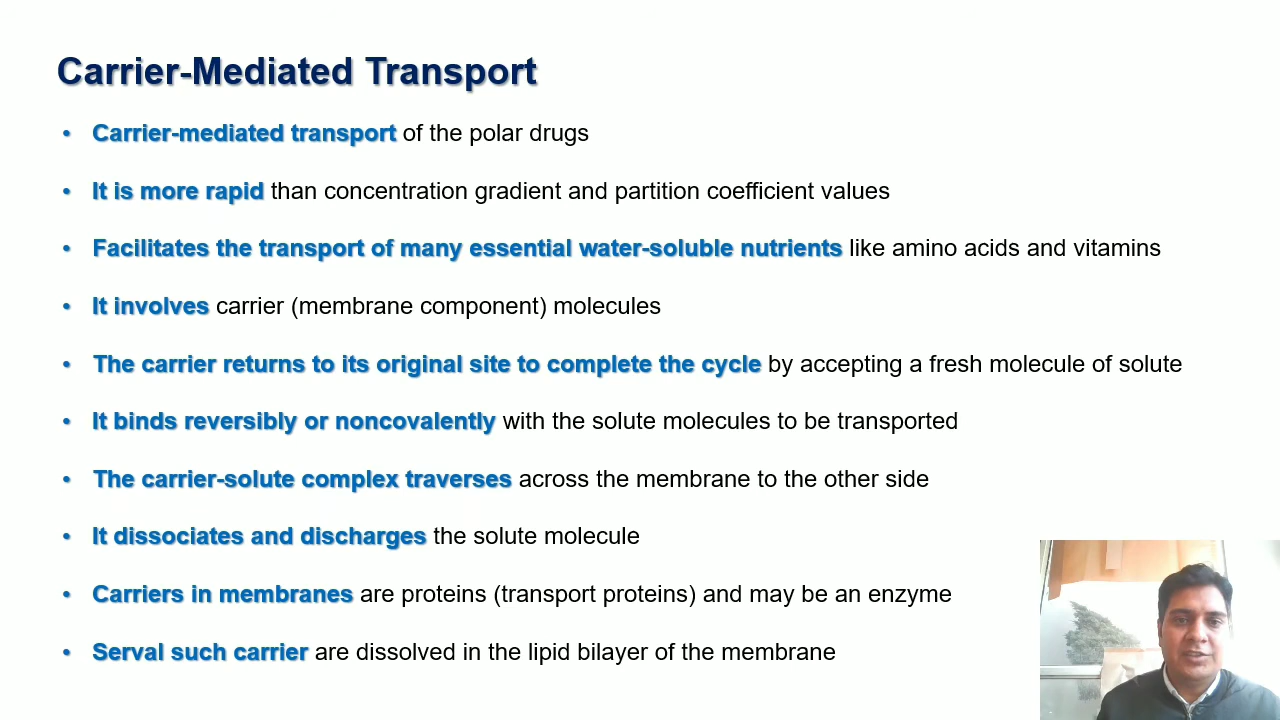 Carrier-Mediated Transport
• Carrier-mediated transport of the polar drugs
• It is more rapid than concentration gradient and partition coefficient values
• Facilitates the transport of many essential water-soluble nutrients like amino acids and vitamins
• It involves carrier (membrane component) molecules
• The carrier returns to its original site to complete the cycle by accepting a fresh molecule of solute
• It binds reversibly or noncovalently with the solute molecules to be transported
• The carrier-solute complex traverses across the membrane to the other side
• It dissociates and discharges the solute molecule
• Carriers in membranes are proteins (transport proteins) and may be an enzyme
• Serval such carrier are dissolved in the lipid bilayer of the membrane